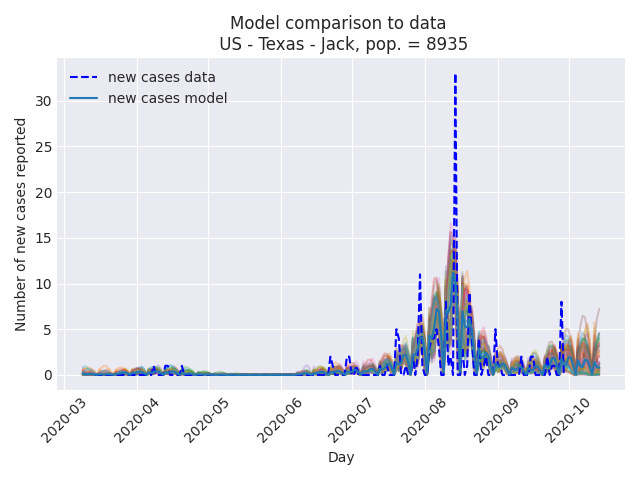 Model comparison to data
US - Texas - Jack, pop. = 8935
new cases data
new cases model
Number of new cases reported
30
25
20
15
10
5
0
2020-03
2020-04
2020-05
2020-06
2020-07
2020-08
2020-09
2020-10
Day